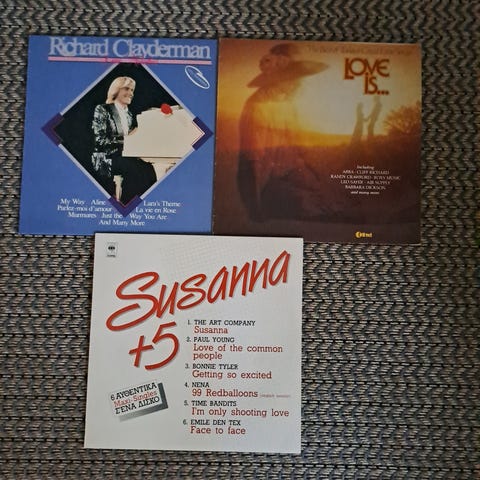 Richard Clayderman
My Way Aline Lara's Theme
Parlez-moi d'amour La vie en Rose
Murmures Just the Way You Are
And Many More
LOVE
IS...
Including
ABBA · CLIFF RICHARD
RANDY CRAWFORD · ROXY MUSIC
LEO SAYER · AIR SUPPLY
BARBARA DICKSON
and many more
K-tel
Susanna
+5
1. THE ART COMPANY
Susanna
2. PAUL YOUNG
Love of the common
people
3. BONNIE TYLER
Getting so excited
4. NENA
99 Redballoons (english version)
5. TIME BANDITS
I'm only shooting love
6. EMILE DEN TEX
Face to face
6 ΑΥΘΕΝΤΙΚΑ
Maxi-Singles
Σ'ΕΝΑ ΔΙΣΚΟ